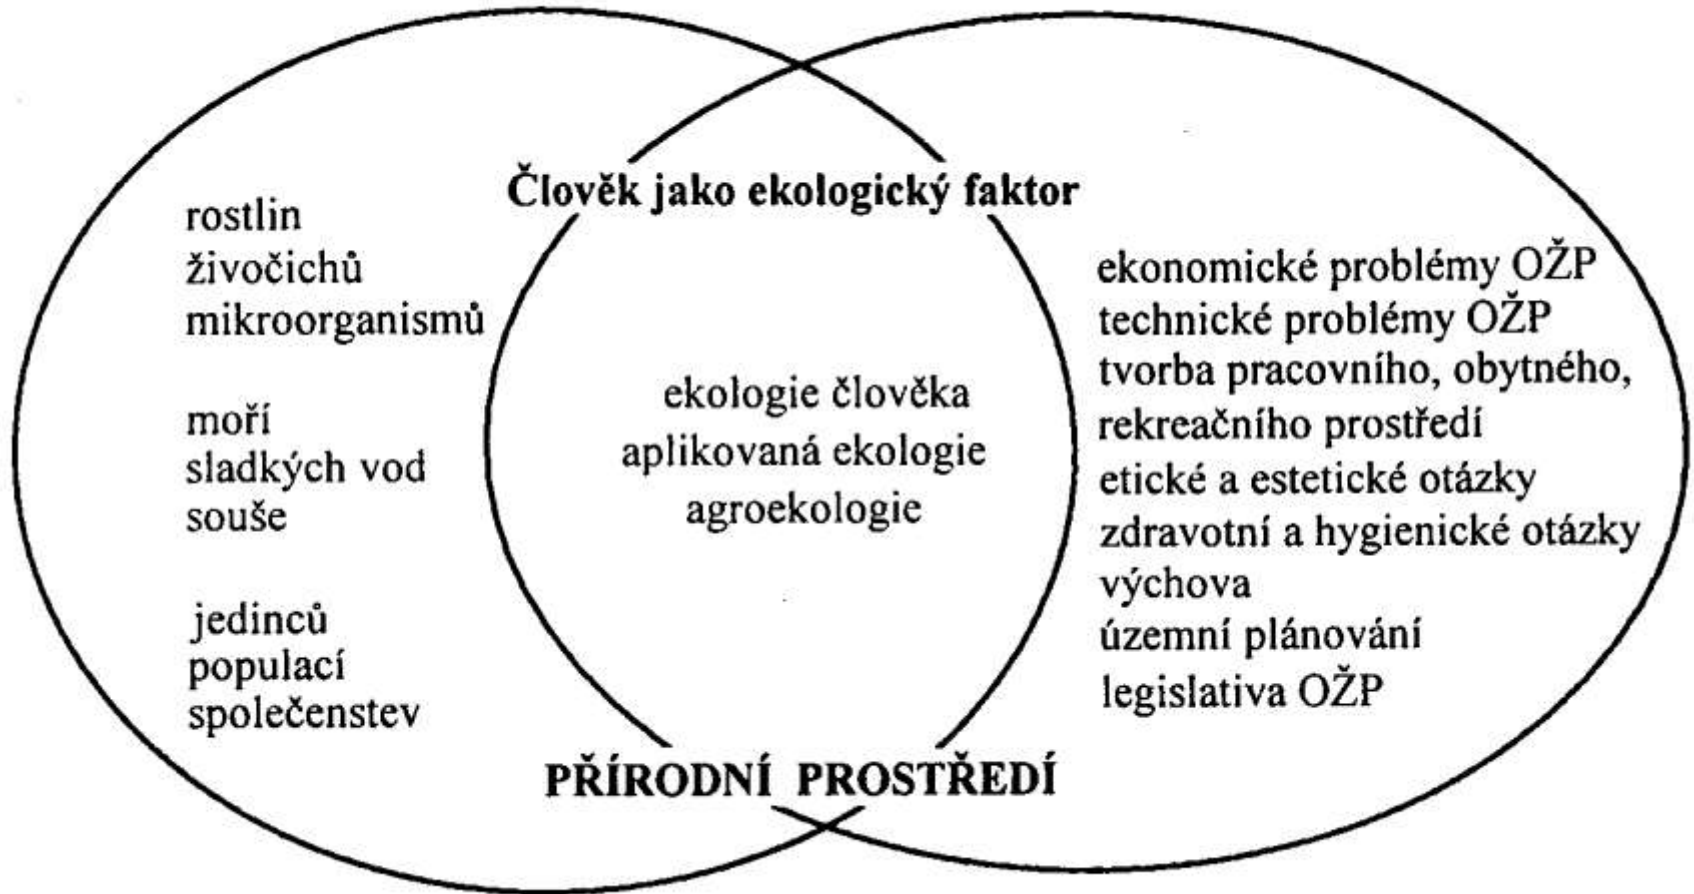 Člověk jako ekologický faktor
rostlin
živočichů
mikroorganismů
moří
sladkých vod
souše
jedinců
populací
společenstev
ekologie člověka
aplikovaná ekologie
agroekologie
ekonomické problémy OŽP
technické problémy OŽP
tvorba pracovního, obytného,
rekreačního prostředí
etické a estetické otázky
zdravotní a hygienické otázky
výchova
územní plánování
legislativa OŽP
PŘÍRODNÍ PROSTŘEDÍ